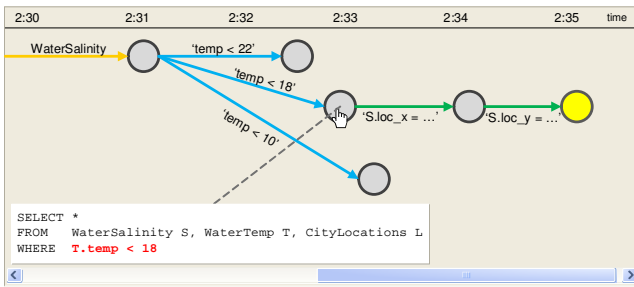 2:30 2:31 2:32 2:33 2:34 2:35 time
WaterSalinity
‘temp < 22’
‘temp < 18’
‘temp < 10’
‘S.loc_x = …’
‘S.loc_y = …’
SELECT *
FROM WaterSalinity S, WaterTemp T, CityLocations L
WHERE T.temp < 18